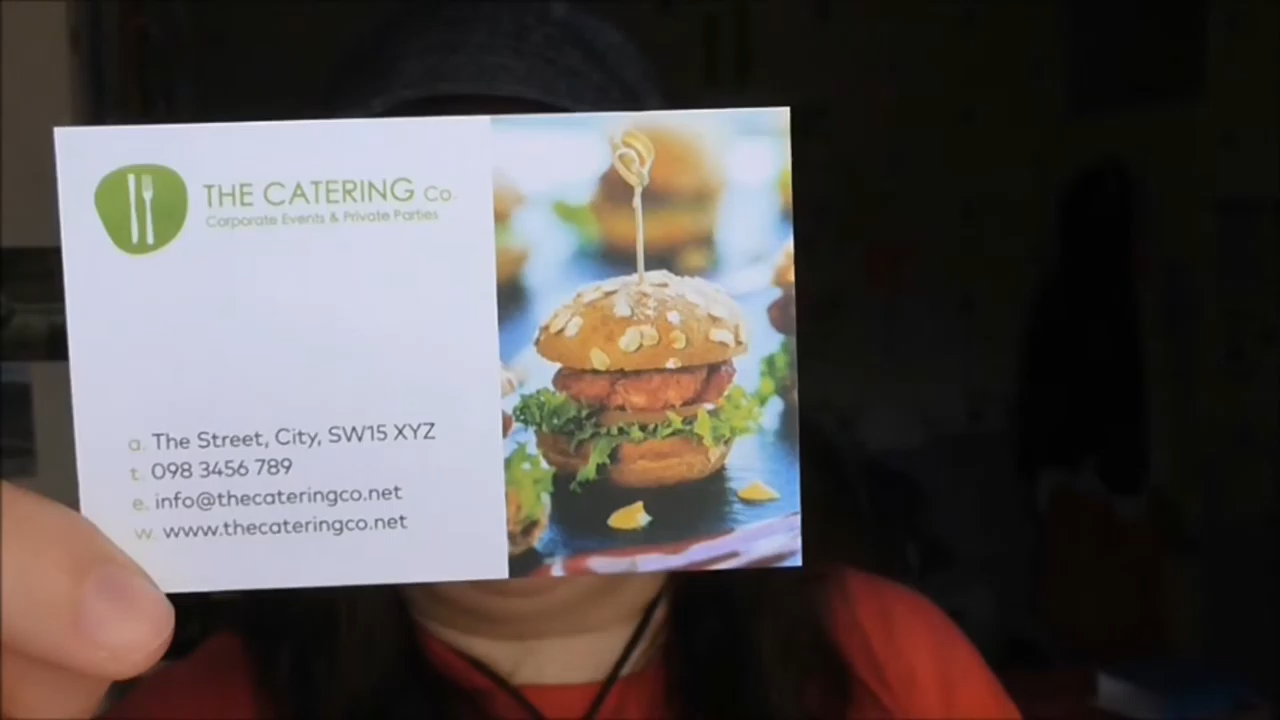 THE CATERING Co.
Corporate Events & Private Parties
a. The Street, City, SW15 XYZ
t. 098 3456 789
e. info@thecateringco.net
w. www.thecateringco.net